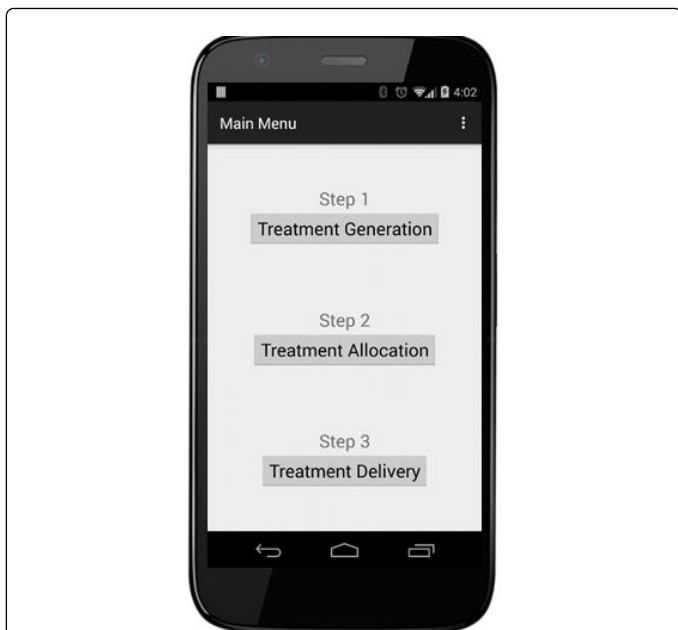 4:02
Main Menu
Step 1
Treatment Generation
Step 2
Treatment Allocation
Step 3
Treatment Delivery